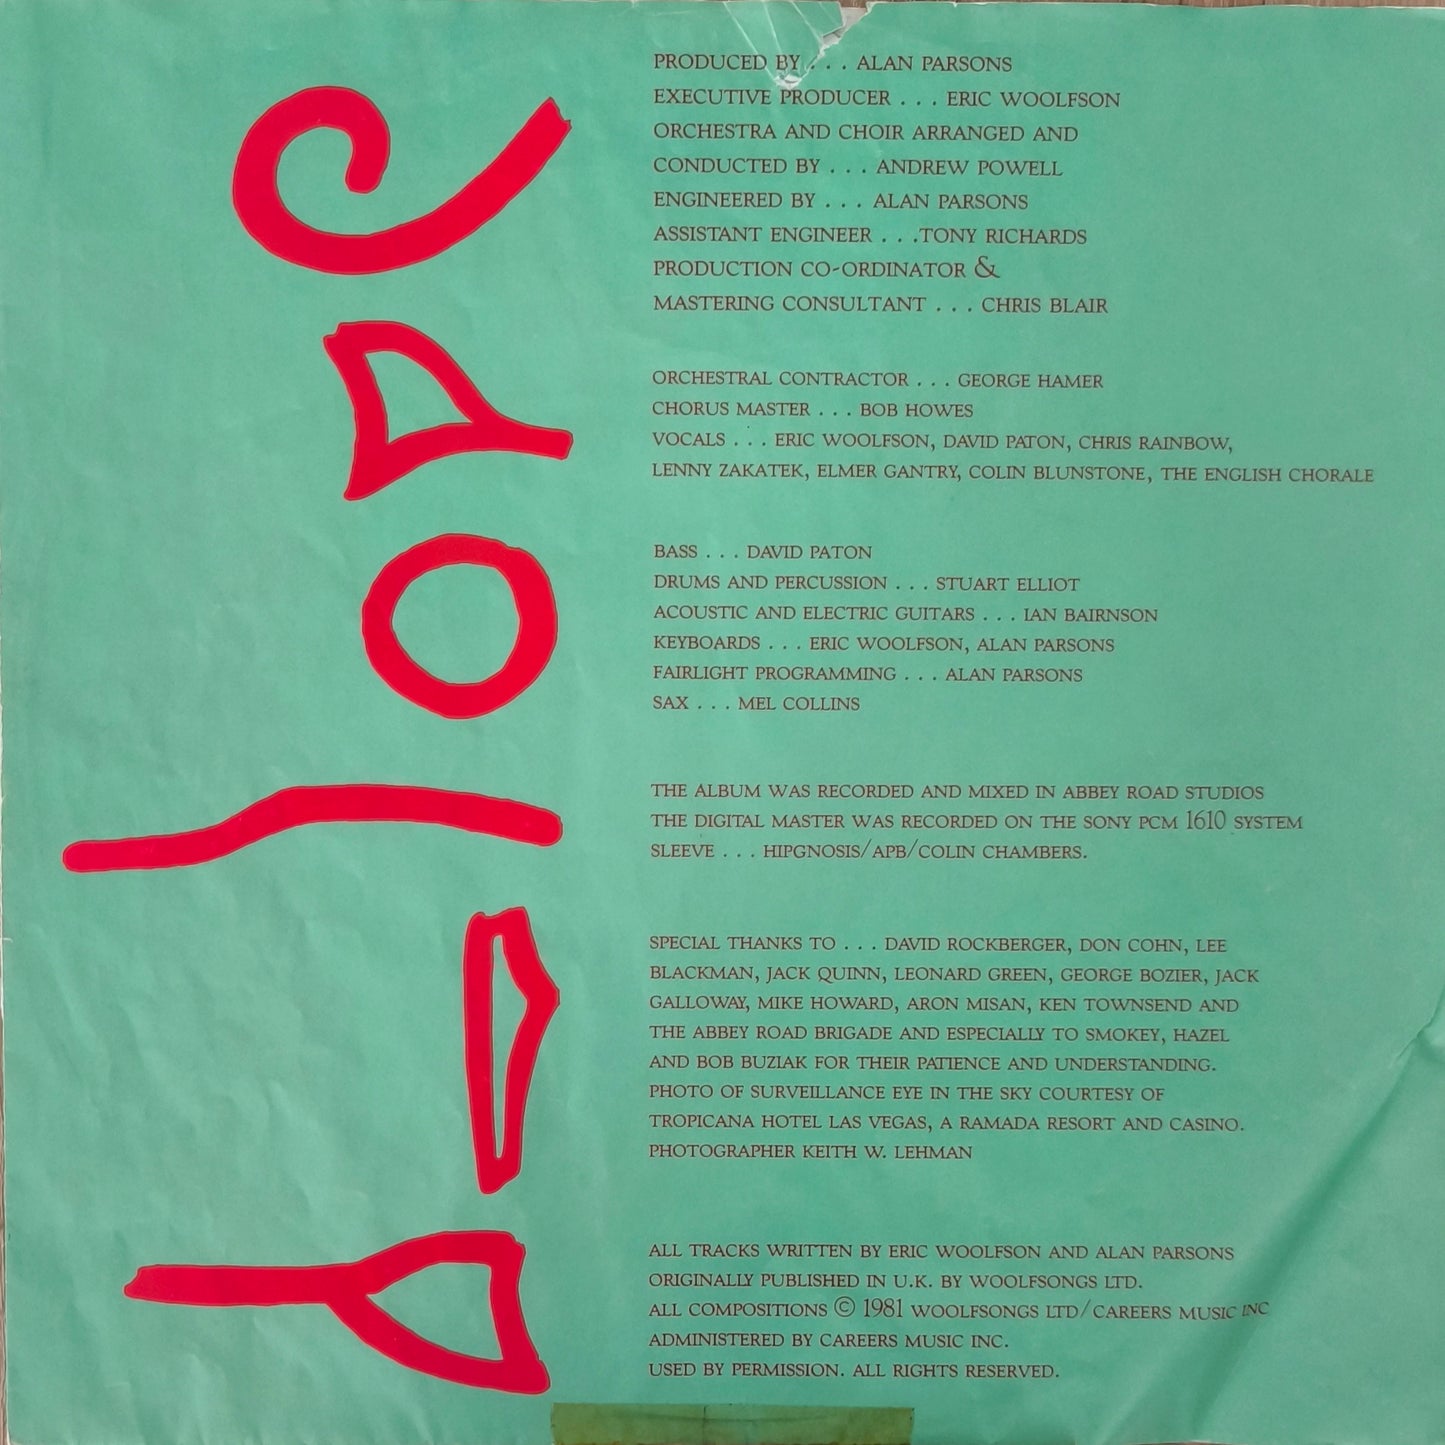 PRODUCED BY . . . ALAN PARSONS
EXECUTIVE PRODUCER . . . ERIC WOOLFSON
ORCHESTRA AND CHOIR ARRANGED AND
CONDUCTED BY . . . ANDREW POWELL
ENGINEERED BY . . . ALAN PARSONS
ASSISTANT ENGINEER . . .TONY RICHARDS
PRODUCTION CO-ORDINATOR &
MASTERING CONSULTANT . . . CHRIS BLAIR
ORCHESTRAL CONTRACTOR . . . GEORGE HAMER
CHORUS MASTER . . . BOB HOWES
VOCALS . . . ERIC WOOLFSON, DAVID PATON, CHRIS RAINBOW,
LENNY ZAKATEK, ELMER GANTRY, COLIN BLUNSTONE, THE ENGLISH CHORALE
BASS . . . DAVID PATON
DRUMS AND PERCUSSION . . . STUART ELLIOT
ACOUSTIC AND ELECTRIC GUITARS . . . IAN BAIRNSON
KEYBOARDS . . . ERIC WOOLFSON, ALAN PARSONS
FAIRLIGHT PROGRAMMING . . . ALAN PARSONS
SAX . . . MEL COLLINS
THE ALBUM WAS RECORDED AND MIXED IN ABBEY ROAD STUDIOS
THE DIGITAL MASTER WAS RECORDED ON THE SONY PCM 1610 SYSTEM
SLEEVE . . . HIPGNOSIS/APB/COLIN CHAMBERS.
SPECIAL THANKS TO . . . DAVID ROCKBERGER, DON COHN, LEE
BLACKMAN, JACK QUINN, LEONARD GREEN, GEORGE BOZIER, JACK
GALLOWAY, MIKE HOWARD, ARON MISAN, KEN TOWNSEND AND
THE ABBEY ROAD BRIGADE AND ESPECIALLY TO SMOKEY, HAZEL
AND BOB BUZIAK FOR THEIR PATIENCE AND UNDERSTANDING.
PHOTO OF SURVEILLANCE EYE IN THE SKY COURTESY OF
TROPICANA HOTEL LAS VEGAS, A RAMADA RESORT AND CASINO.
PHOTOGRAPHER KEITH W. LEHMAN
ALL TRACKS WRITTEN BY ERIC WOOLFSON AND ALAN PARSONS
ORIGINALLY PUBLISHED IN U.K. BY WOOLFSONGS LTD.
ALL COMPOSITIONS © 1981 WOOLFSONGS LTD/CAREERS MUSIC INC
ADMINISTERED BY CAREERS MUSIC INC.
USED BY PERMISSION. ALL RIGHTS RESERVED.